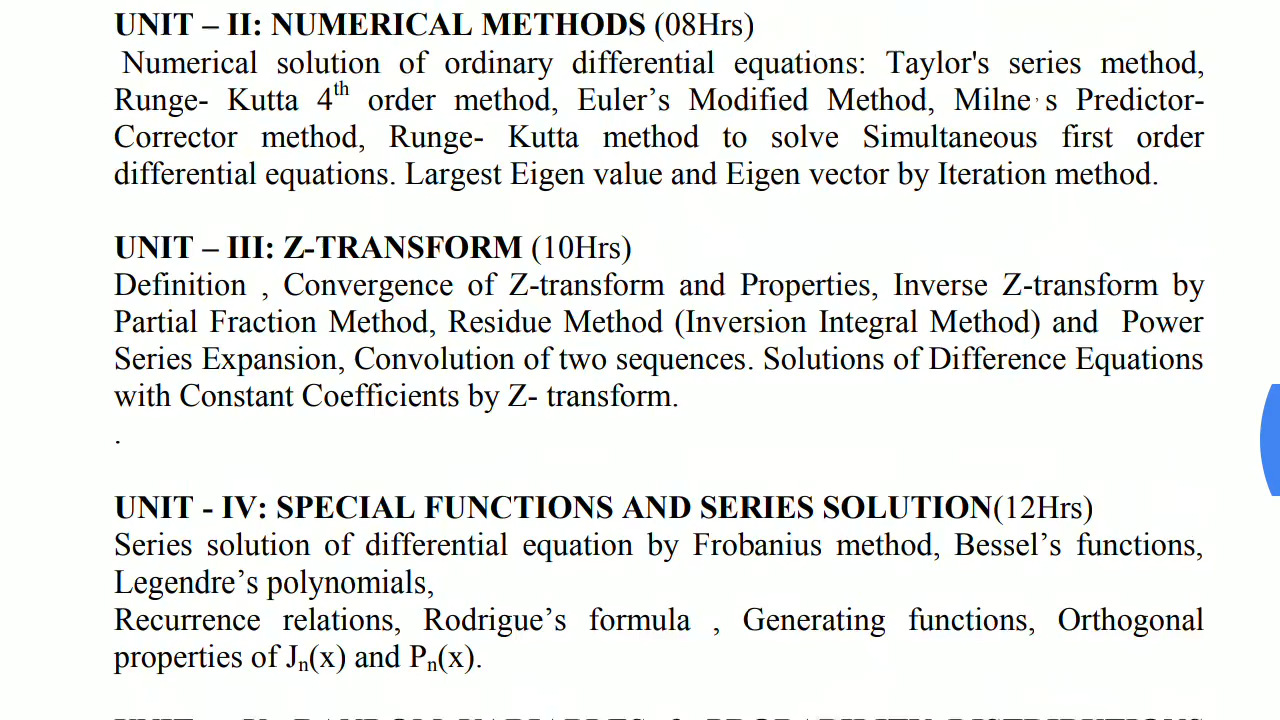 UNIT – II: NUMERICAL METHODS (08Hrs)
Numerical solution of ordinary differential equations: Taylor's series method,
Runge- Kutta 4th order method, Euler’s Modified Method, Milne’s Predictor-
Corrector method, Runge- Kutta method to solve Simultaneous first order
differential equations. Largest Eigen value and Eigen vector by Iteration method.
UNIT – III: Z-TRANSFORM (10Hrs)
Definition , Convergence of Z-transform and Properties, Inverse Z-transform by
Partial Fraction Method, Residue Method (Inversion Integral Method) and Power
Series Expansion, Convolution of two sequences. Solutions of Difference Equations
with Constant Coefficients by Z- transform.
.
UNIT - IV: SPECIAL FUNCTIONS AND SERIES SOLUTION(12Hrs)
Series solution of differential equation by Frobanius method, Bessel’s functions,
Legendre’s polynomials,
Recurrence relations, Rodrigue’s formula , Generating functions, Orthogonal
properties of Jn(x) and Pn(x).